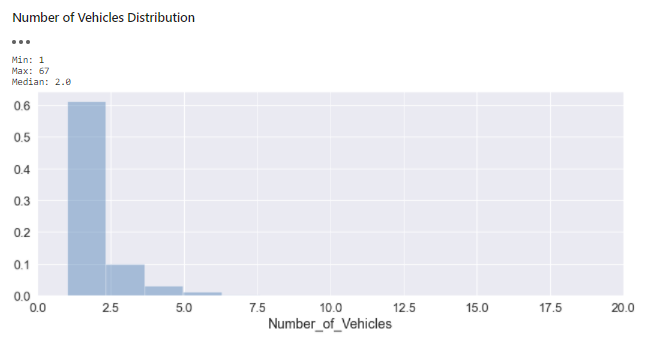 Number of Vehicles Distribution
Min: 1
Max: 67
Median: 2.0
0.6
0.5
0.4
0.3
0.2
0.1
0.0
0.0 2.5 5.0 7.5 10.0 12.5 15.0 17.5 20.0
Number_of_Vehicles